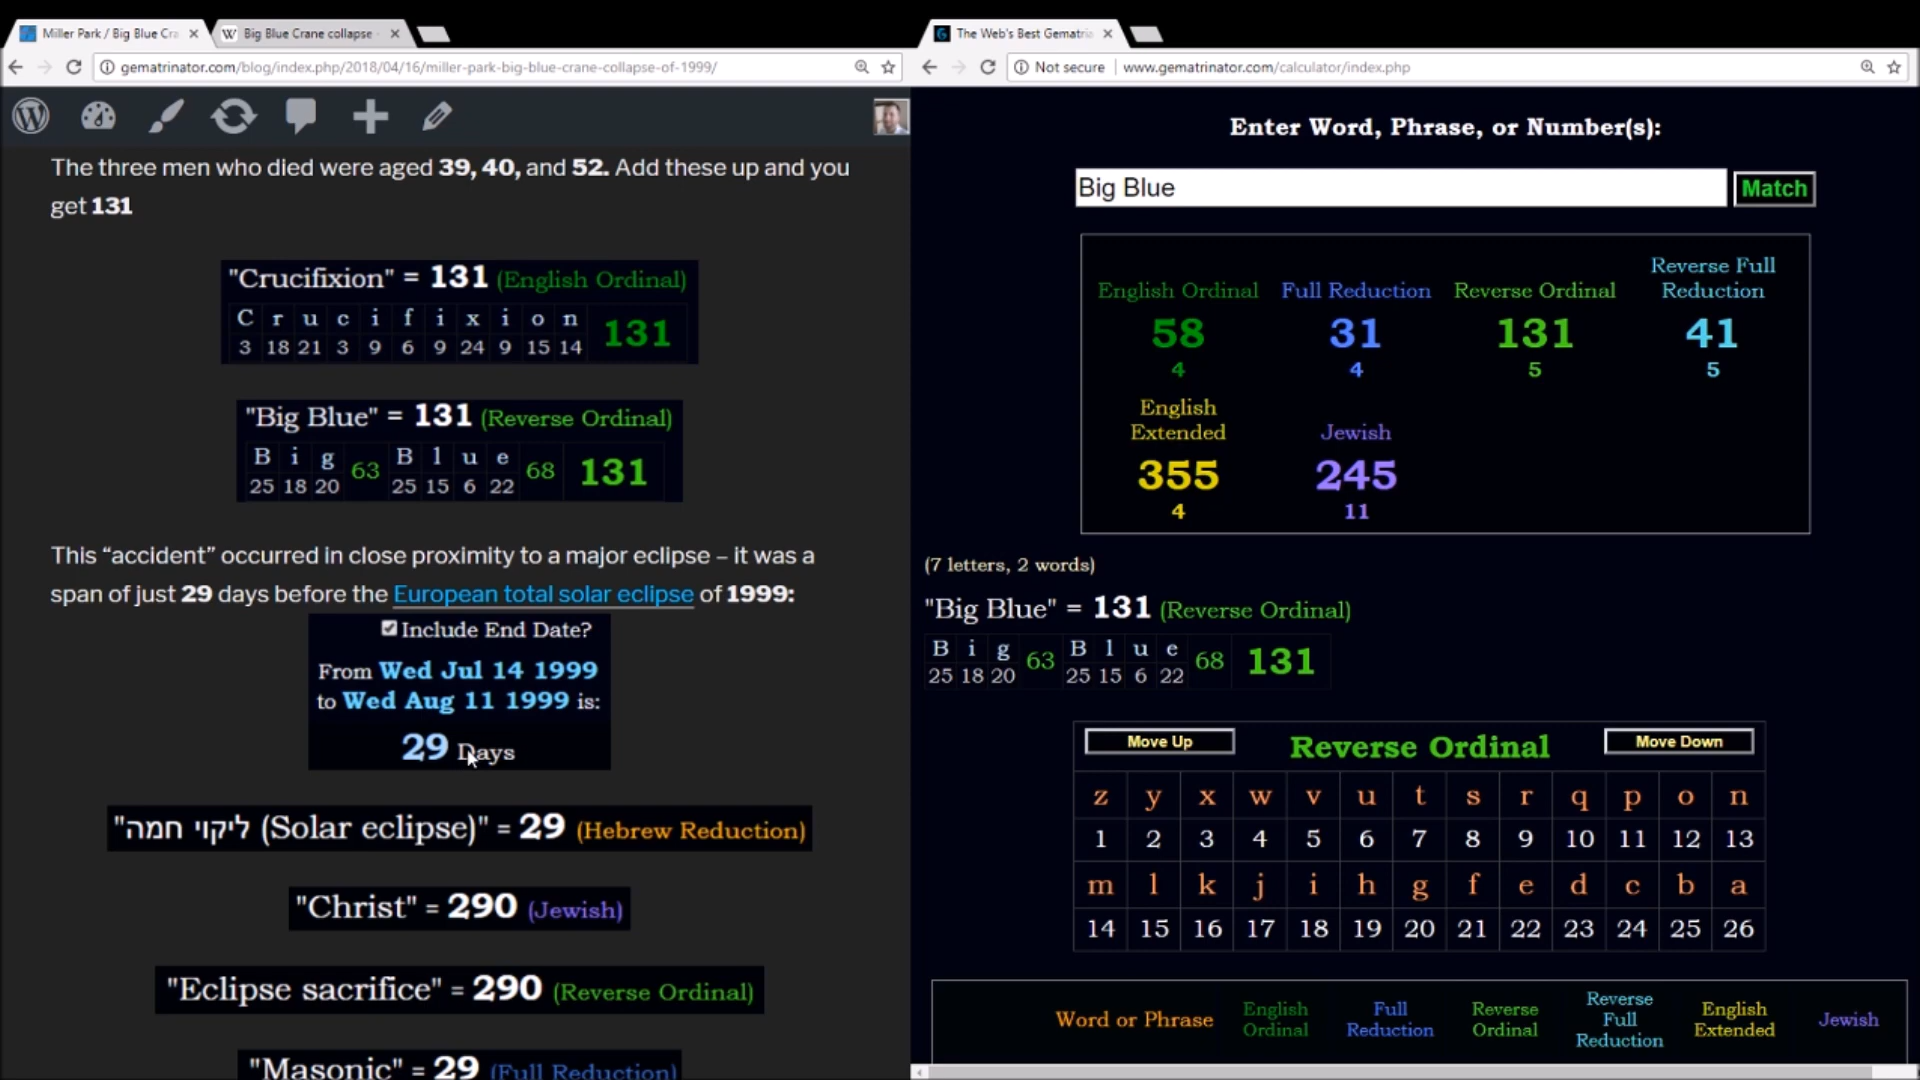 Miller Park / Big Blue Cra
Big Blue Crane collapse -
gematrinator.com/blog/index.php/2018/04/16/miller-park-big-blue-crane-collapse-of-1999/
The three men who died were aged 39, 40, and 52. Add these up and you
get 131
"Crucifixion" = 131 (English Ordinal)
C r u c i f i x i o n
3 18 21 3 9 6 9 24 9 15 14 131
"Big Blue" = 131 (Reverse Ordinal)
B i g 63 B l u e 68 131
25 18 20 25 15 6 22
This “accident” occurred in close proximity to a major eclipse – it was a
span of just 29 days before the European total solar eclipse of 1999:
Include End Date?
From Wed Jul 14 1999
to Wed Aug 11 1999 is:
29 Days
"ליקוי חמה (Solar eclipse)" = 29 (Hebrew Reduction)
"Christ" = 290 (Jewish)
"Eclipse sacrifice" = 290 (Reverse Ordinal)
"Masonic" = 29 (Full Reduction)
The Web's Best Gematria
Not secure www.gematrinator.com/calculator/index.php
Enter Word, Phrase, or Number(s):
Big Blue
Match
English Ordinal Full Reduction Reverse Ordinal Reverse Full Reduction
58 31 131 41
4 4 5 5
English Extended Jewish
355 245
4 11
(7 letters, 2 words)
"Big Blue" = 131 (Reverse Ordinal)
B i g 63 B l u e 68 131
25 18 20 25 15 6 22
Move Up Reverse Ordinal Move Down
z y x w v u t s r q p o n
1 2 3 4 5 6 7 8 9 10 11 12 13
m l k j i h g f e d c b a
14 15 16 17 18 19 20 21 22 23 24 25 26
Word or Phrase English Ordinal Full Reduction Reverse Ordinal Reverse Full Reduction English Extended Jewish